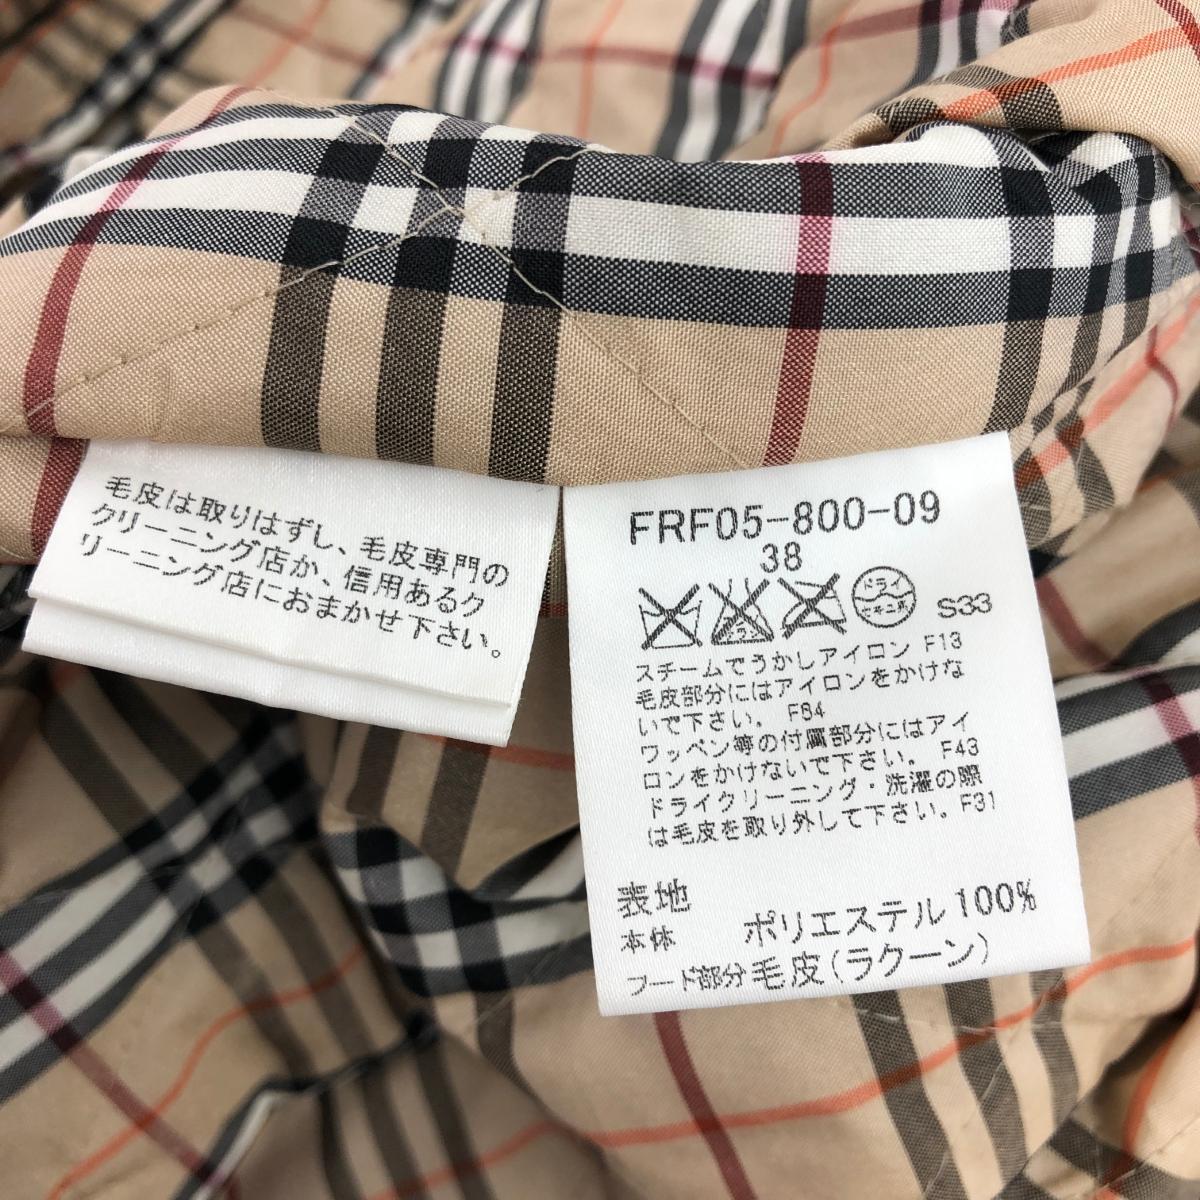 毛皮は取りはずし、毛皮専門の
クリーニング店か、信用あるク
リーニング店におまかせ下さい。
FRF05-800-09
38
エンソサラシ
ドライ
セキユ系
S33
スチームでうかしアイロン F13
毛皮部分にはアイロンをかけな
いで下さい。 F64
ワッペン等の付属部分にはアイ
ロンをかけないで下さい。 F43
ドライクリーニング・洗濯の際
は毛皮を取り外して下さい。F31
表地
本体 ポリエステル 100%
フード部分 毛皮(ラクーン)